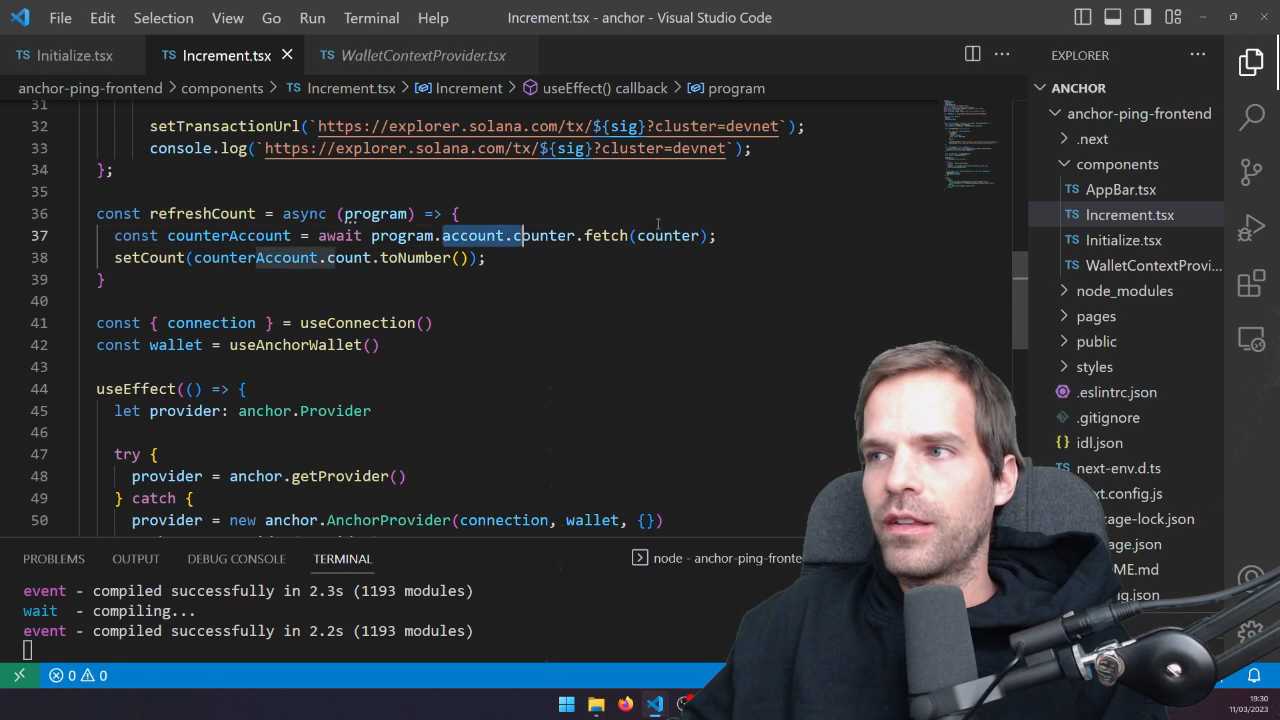 File Edit Selection View Go Run Terminal Help Increment.tsx - anchor - Visual Studio Code
TS Initialize.tsx TS Increment.tsx TS WalletContextProvider.tsx EXPLORER
anchor-ping-frontend > components > TS Increment.tsx > Increment > useEffect() callback > program
31
32 setTransactionUrl(`https://explorer.solana.com/tx/${sig}?cluster=devnet`);
33 console.log(`https://explorer.solana.com/tx/${sig}?cluster=devnet`);
34 };
35
36 const refreshCount = async (program) => {
37 const counterAccount = await program.account.counter.fetch(counter);
38 setCount(counterAccount.count.toNumber());
39 }
40
41 const { connection } = useConnection()
42 const wallet = useAnchorWallet()
43
44 useEffect(() => {
45 let provider: anchor.Provider
46
47 try {
48 provider = anchor.getProvider()
49 } catch {
50 provider = new anchor.AnchorProvider(connection, wallet, {})
ANCHOR
anchor-ping-frontend
.next
components
TS AppBar.tsx
TS Increment.tsx
TS Initialize.tsx
TS WalletContextProvi...
node_modules
pages
public
styles
.eslintrc.json
.gitignore
idl.json
TS next-env.d.ts
ext.config.js
kage-lock.json
age.json
ME.md
ig.json
PROBLEMS OUTPUT DEBUG CONSOLE TERMINAL node - anchor-ping-fronte
event - compiled successfully in 2.3s (1193 modules)
wait - compiling...
event - compiled successfully in 2.2s (1193 modules)
0 0
19:30
11/03/2023